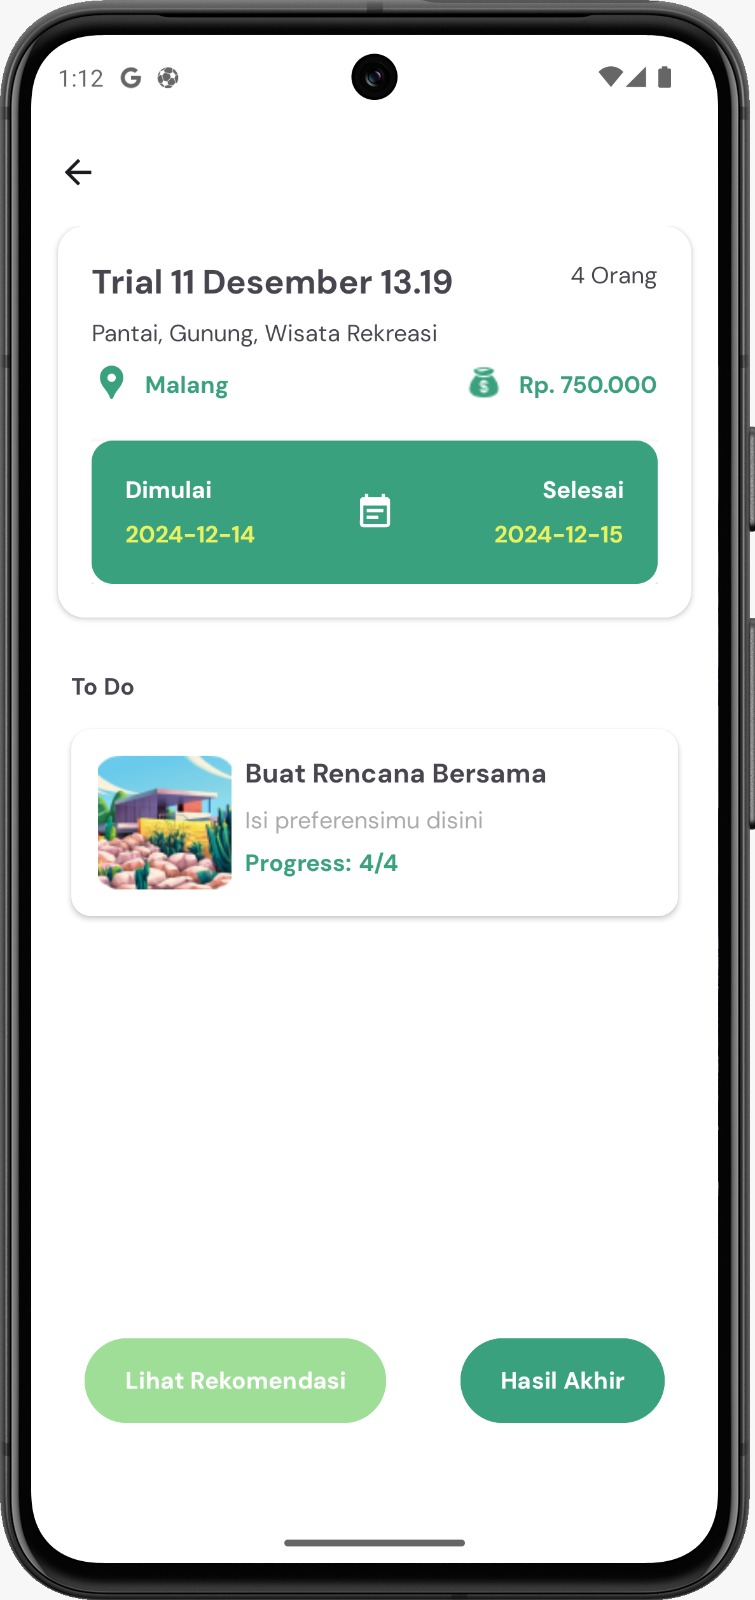 1:12
Trial 11 Desember 13.19
4 Orang
Pantai, Gunung, Wisata Rekreasi
Malang
Rp. 750.000
Dimulai
Selesai
2024-12-14
2024-12-15
To Do
Buat Rencana Bersama
Isi preferensimu disini
Progress: 4/4
Lihat Rekomendasi
Hasil Akhir